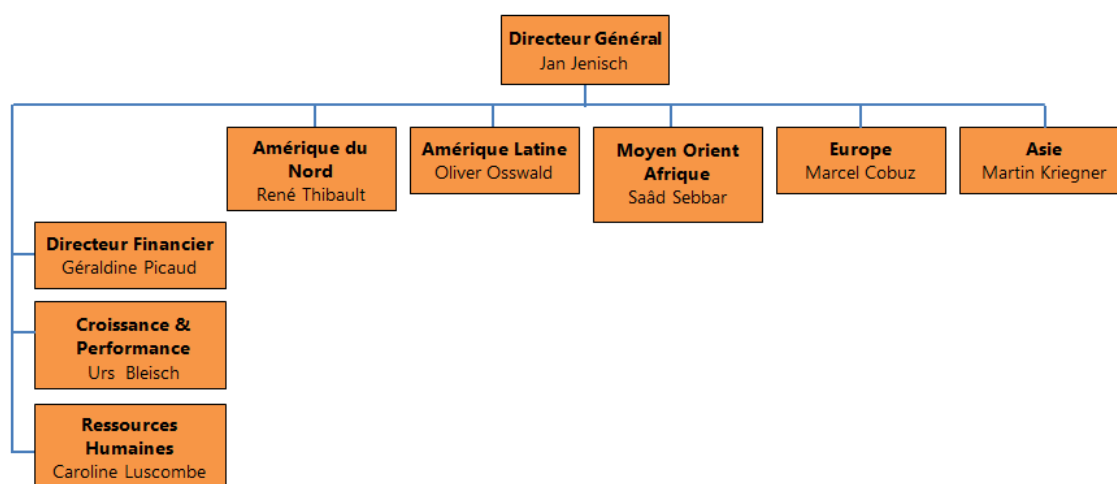 Directeur Général
Jan Jenisch
Amérique du
Nord
René Thibault
Amérique Latine
Oliver Osswald
Moyen Orient
Afrique
Saâd Sebbar
Europe
Marcel Cobuz
Asie
Martin Kriegner
Directeur Financier
Géraldine Picaud
Croissance &
Performance
Urs Bleisch
Ressources
Humaines
Caroline Luscombe